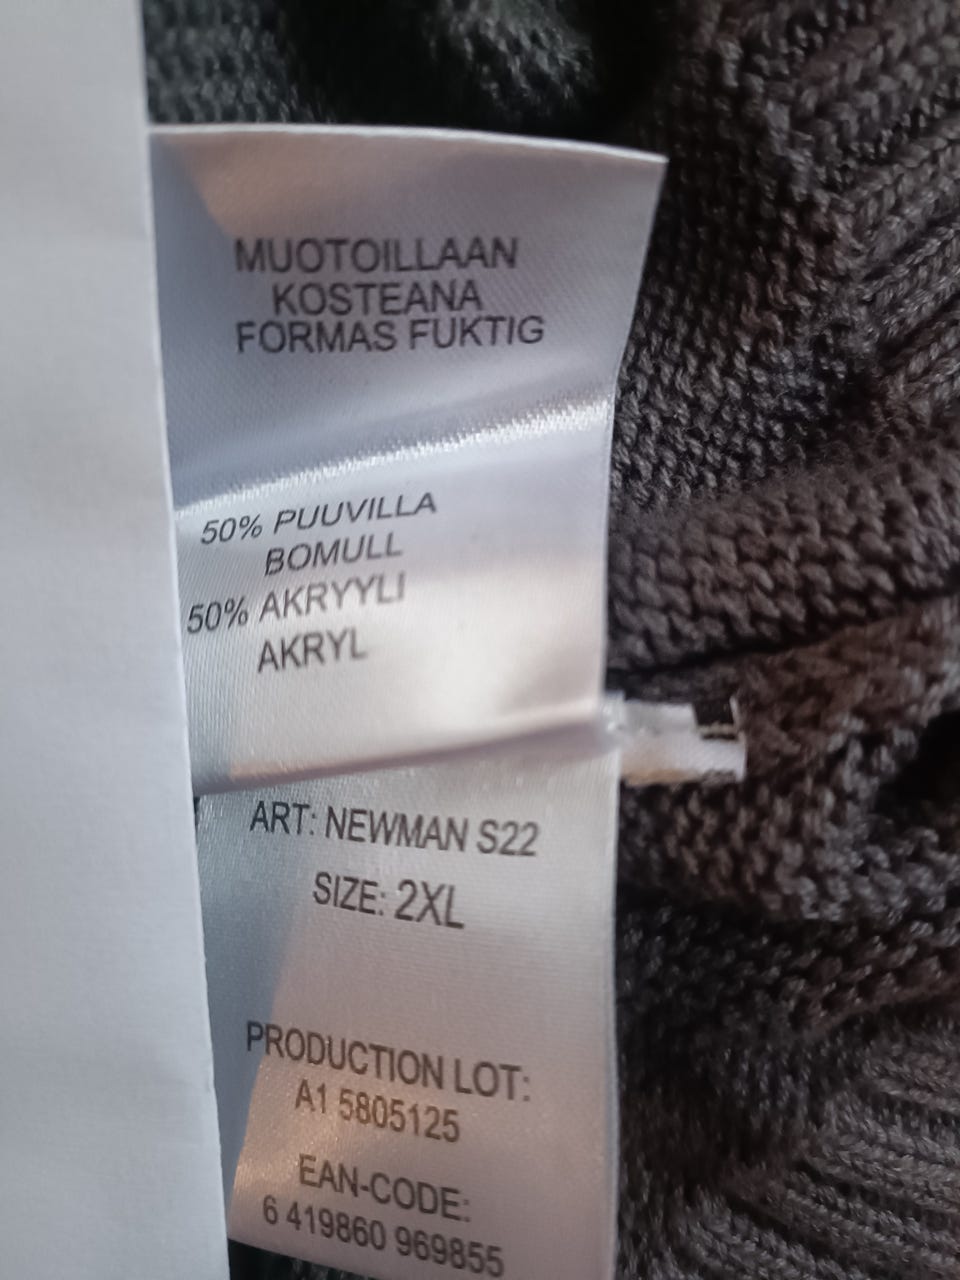 MUOTOILLAAN
KOSTEANA
FORMAS FUKTIG
50% PUUVILLA
BOMULL
50% AKRYYLI
AKRYL
ART: NEWMAN S22
SIZE: 2XL
PRODUCTION LOT:
A1 5805125
EAN-CODE:
6 419860 969855